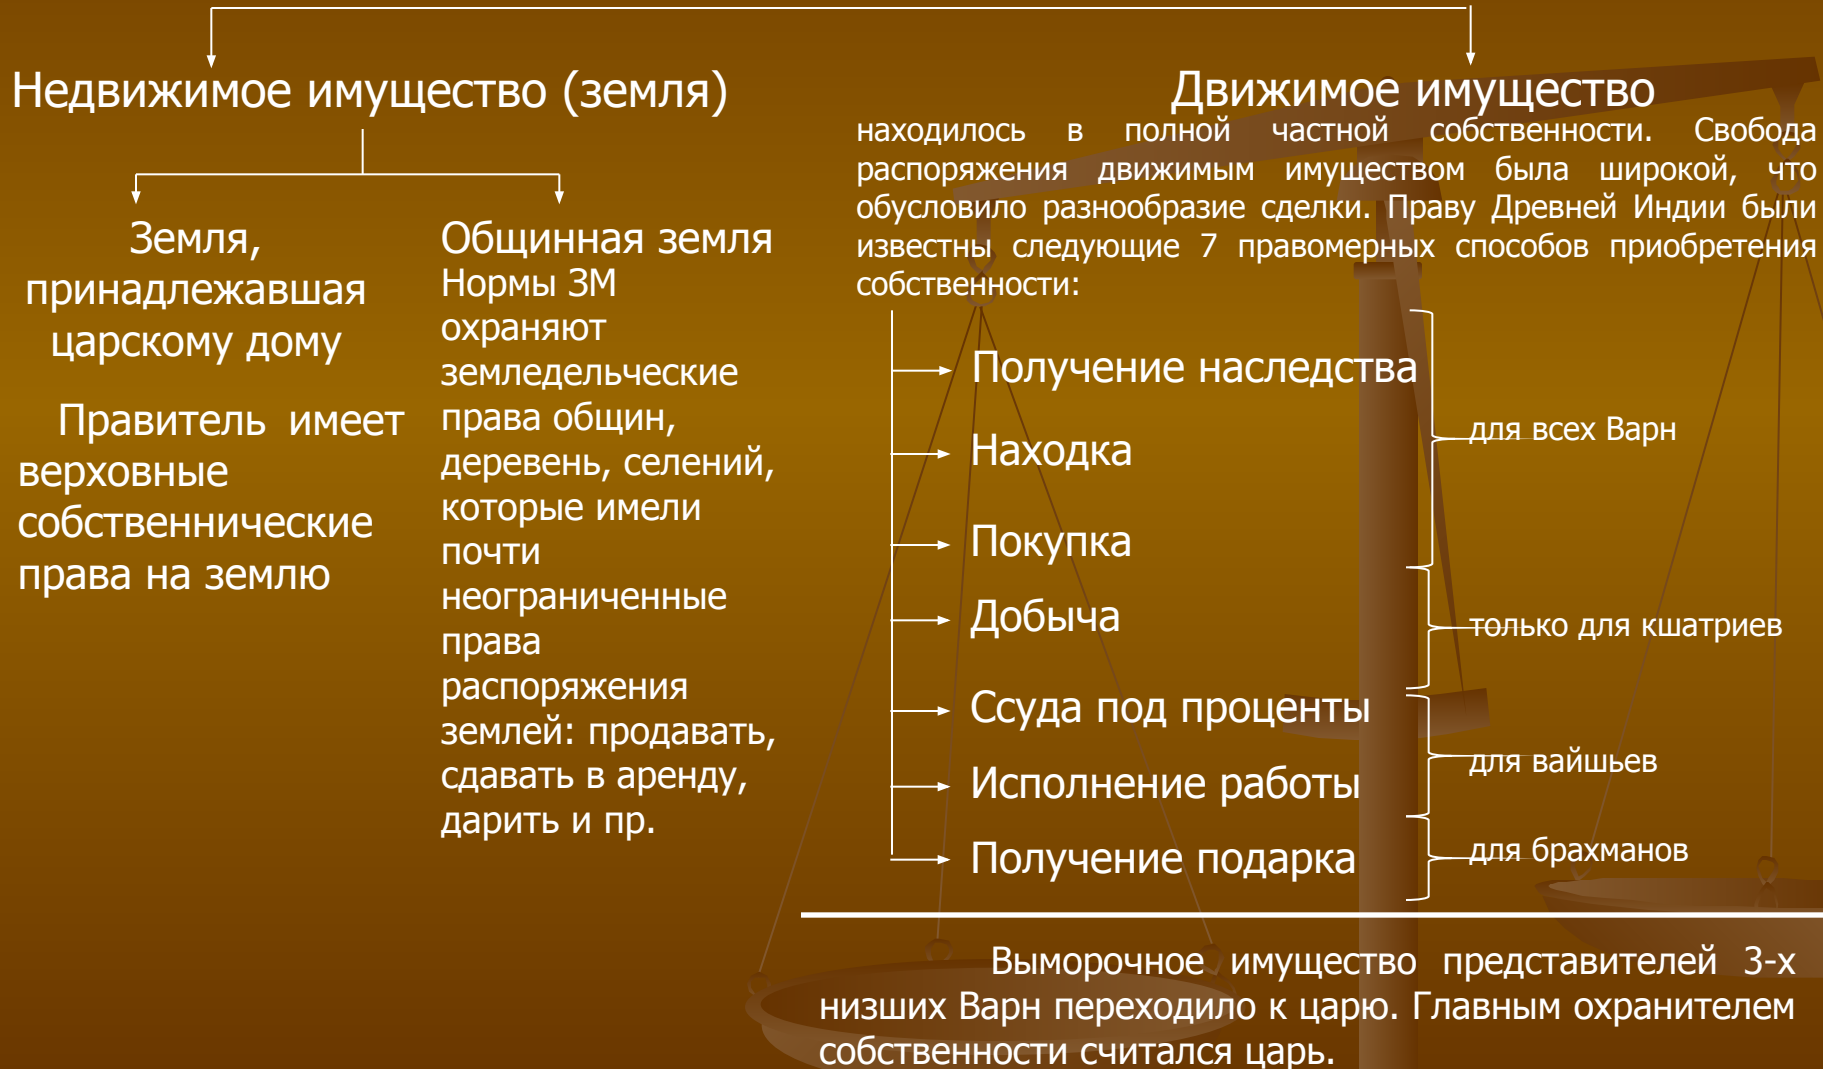 Недвижимое имущество (земля)
Земля,
принадлежавшая
царскому дому
Правитель имеет
верховные
собственнические
права на землю
Общинная земля
Нормы ЗМ
охраняют
земледельческие
права общин,
деревень, селений,
которые имели
почти
неограниченные
права
распоряжения
землей: продавать,
сдавать в аренду,
дарить и пр.
Движимое имущество
находилось в полной частной собственности. Свобода
распоряжения движимым имуществом была широкой, что
обусловило разнообразие сделки. Праву Древней Индии были
известны следующие 7 правомерных способов приобретения
собственности:
Получение наследства
Находка
Покупка
для всех Варн
Добыча
только для кшатриев
Ссуда под проценты
Исполнение работы
для вайшьев
Получение подарка
для брахманов
Выморочное имущество представителей 3-х
низших Варн переходило к царю. Главным охранителем
собственности считался царь.